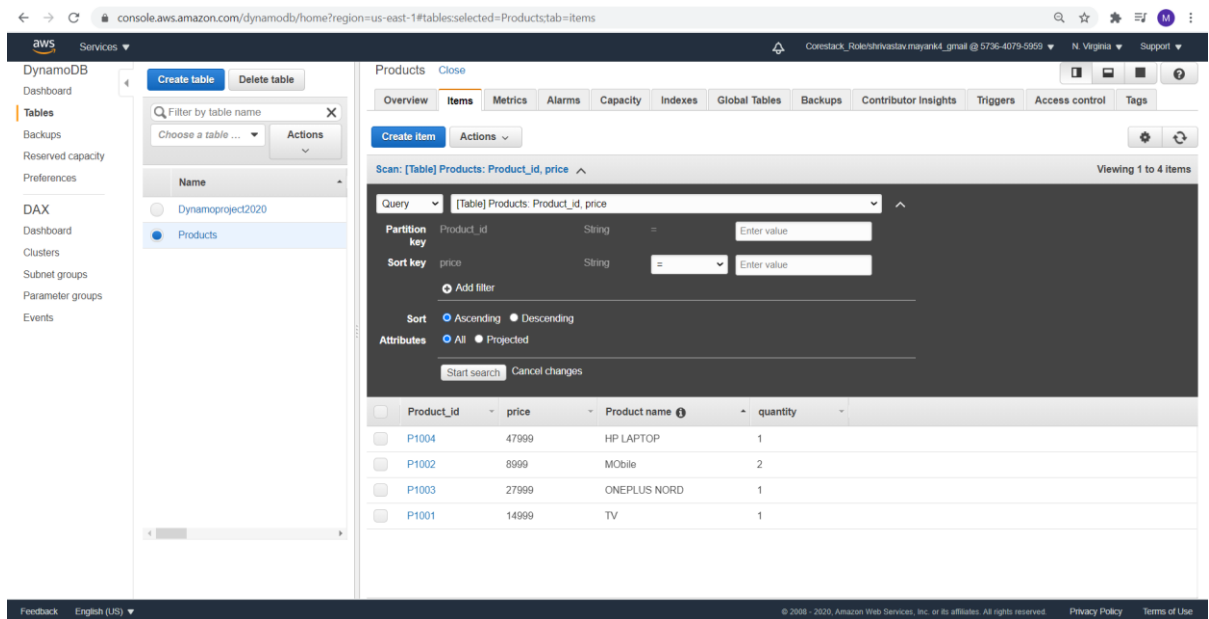 console.aws.amazon.com/dynamodb/home?region=us-east-1#tables:selected=Products;tab=items
M
aws Services
Corestack_Role/shrivastav.mayank4_gmail @ 5736-4079-5959 N. Virginia Support
DynamoDB
Dashboard
Tables
Backups
Reserved capacity
Preferences
DAX
Dashboard
Clusters
Subnet groups
Parameter groups
Events
Create table Delete table
Filter by table name X
Choose a table ... Actions
Name
Dynamoproject2020
Products
Products Close
Overview Items Metrics Alarms Capacity Indexes Global Tables Backups Contributor Insights Triggers Access control Tags
Create item Actions
Scan: [Table] Products: Product_id, price Viewing 1 to 4 items
Query [Table] Products: Product_id, price
Partition key Product_id String = Enter value
Sort key price String = Enter value
Add filter
Sort Ascending Descending
Attributes All Projected
Start search Cancel changes
Product_id price Product name quantity
P1004 47999 HP LAPTOP 1
P1002 8999 MObile 2
P1003 27999 ONEPLUS NORD 1
P1001 14999 TV 1
Feedback English (US) © 2008 - 2020, Amazon Web Services, Inc. or its affiliates. All rights reserved. Privacy Policy Terms of Use